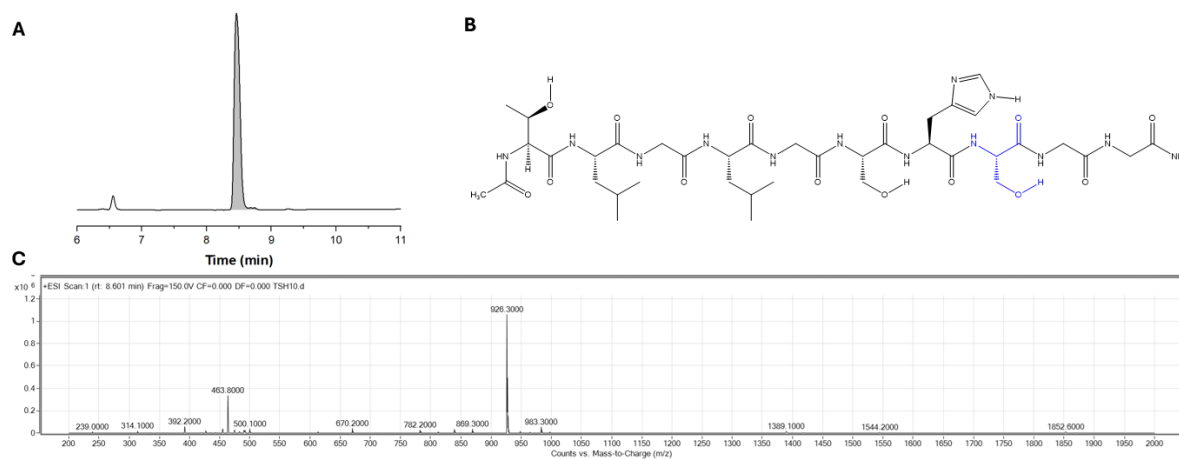 A
6 7 8 9 10 11
Time (min)
B
H
O
HN
H
O
H₃C
O
H
N
O
O
N
H
O
H
N
O
O
N
H
O
H
N
O
O
H
N
N
H
H
N
O
O
H
N
O
O
H
N
H
O
H
N
O
C
x10 6
+ESI Scan:1 (rt: 8.601 min) Frag=150.0V CF=0.000 DF=0.000 TSH10.d
1.2
1
0.8
0.6
0.4
0.2
0
926.3000
463.8000
239.0000 314.1000 392.2000 500.1000 670.2000 782.2000 869.3000 983.3000 1389.1000 1544.2000 1852.6000
200 250 300 350 400 450 500 550 600 650 700 750 800 850 900 950 1000 1050 1100 1150 1200 1250 1300 1350 1400 1450 1500 1550 1600 1650 1700 1750 1800 1850 1900 1950 2000
Counts vs. Mass-to-Charge (m/z)